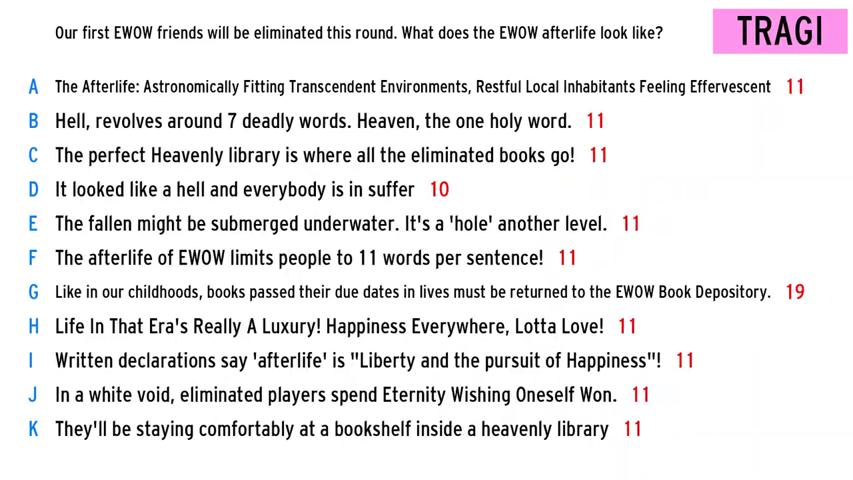 Our first EWOW friends will be eliminated this round. What does the EWOW afterlife look like?
TRAGI
A The Afterlife: Astronomically Fitting Transcendent Environments, Restful Local Inhabitants Feeling Effervescent 11
B Hell, revolves around 7 deadly words. Heaven, the one holy word. 11
C The perfect Heavenly library is where all the eliminated books go! 11
D It looked like a hell and everybody is in suffer 10
E The fallen might be submerged underwater. It's a 'hole' another level. 11
F The afterlife of EWOW limits people to 11 words per sentence! 11
G Like in our childhoods, books passed their due dates in lives must be returned to the EWOW Book Depository. 19
H Life In That Era's Really A Luxury! Happiness Everywhere, Lotta Love! 11
I Written declarations say 'afterlife' is "Liberty and the pursuit of Happiness"! 11
J In a white void, eliminated players spend Eternity Wishing Oneself Won. 11
K They'll be staying comfortably at a bookshelf inside a heavenly library 11